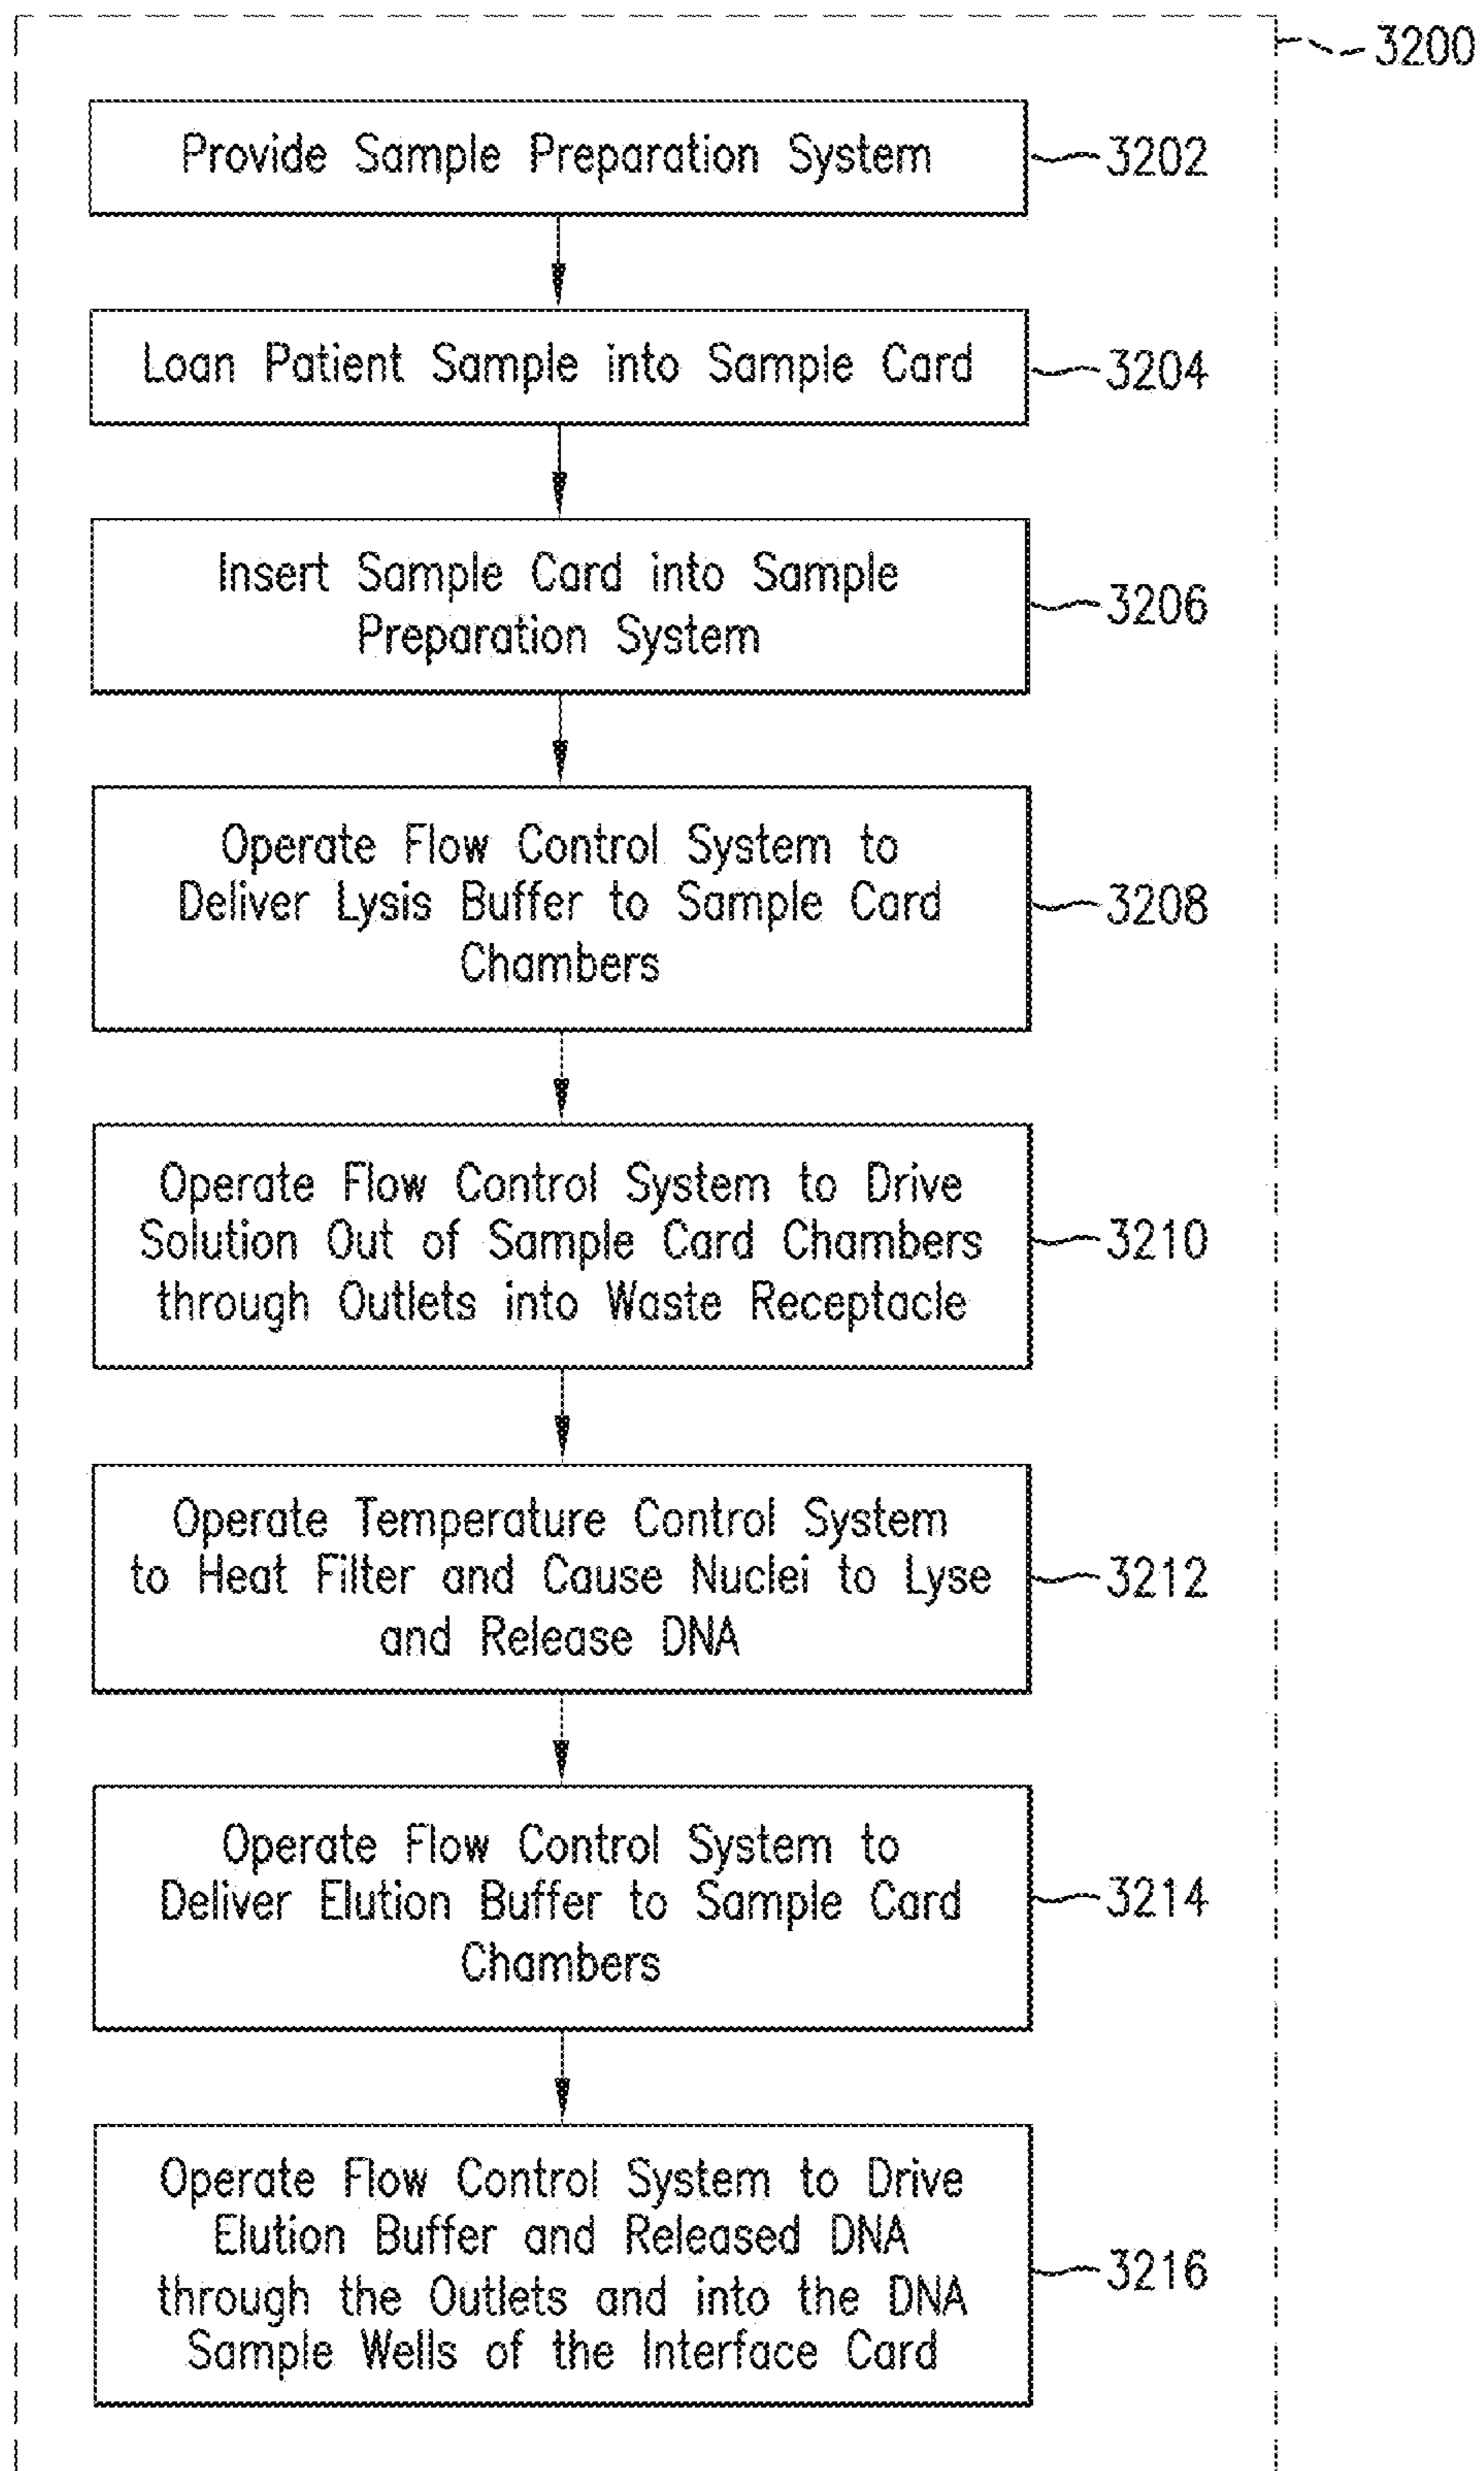 3200
Provide Sample Preparation System
3202
Loan Patient Sample into Sample Card
3204
Insert Sample Card into Sample
Preparation System
3206
Operate Flow Control System to
Deliver Lysis Buffer to Sample Card
Chambers
3208
Operate Flow Control System to Drive
Solution Out of Sample Card Chambers
through Outlets into Waste Receptacle
3210
Operate Temperature Control System
to Heat Filter and Cause Nuclei to Lyse
and Release DNA
3212
Operate Flow Control System to
Deliver Elution Buffer to Sample Card
Chambers
3214
Operate Flow Control System to Drive
Elution Buffer and Released DNA
through the Outlets and into the DNA
Sample Wells of the Interface Card
3216